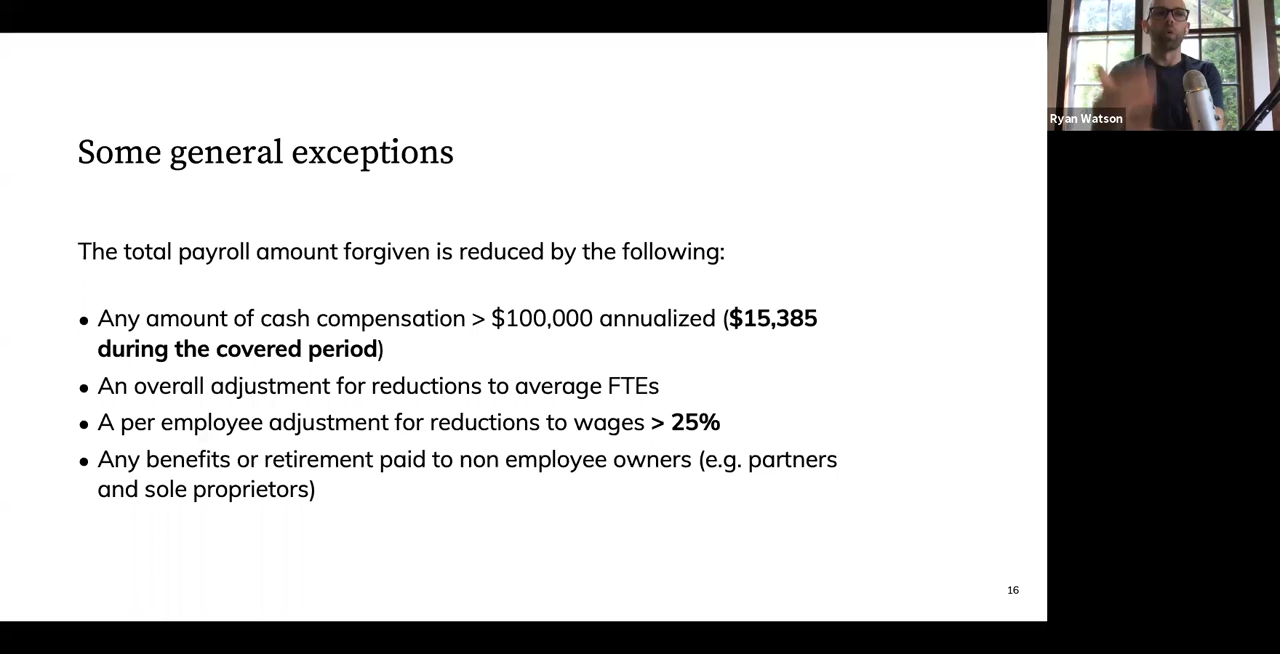 Some general exceptions
The total payroll amount forgiven is reduced by the following:
• Any amount of cash compensation > $100,000 annualized ($15,385
during the covered period)
• An overall adjustment for reductions to average FTEs
• A per employee adjustment for reductions to wages > 25%
• Any benefits or retirement paid to non employee owners (e.g. partners
and sole proprietors)
16
Ryan Watson